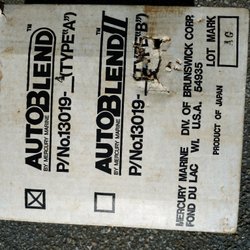 AUTOBLEND
BY MERCURY MARINE
P/No.13019-
(TYPE“A”)
AUTOBLEND II
BY MERCURY MARINE
P/No.13019-
(TYPE“B”)
MERCURY MARINE DIV. OF BRUNSWICK CORP.
FOND DU LAC WI. U.S.A. 54935
PRODUCT OF JAPAN
LOT MARK